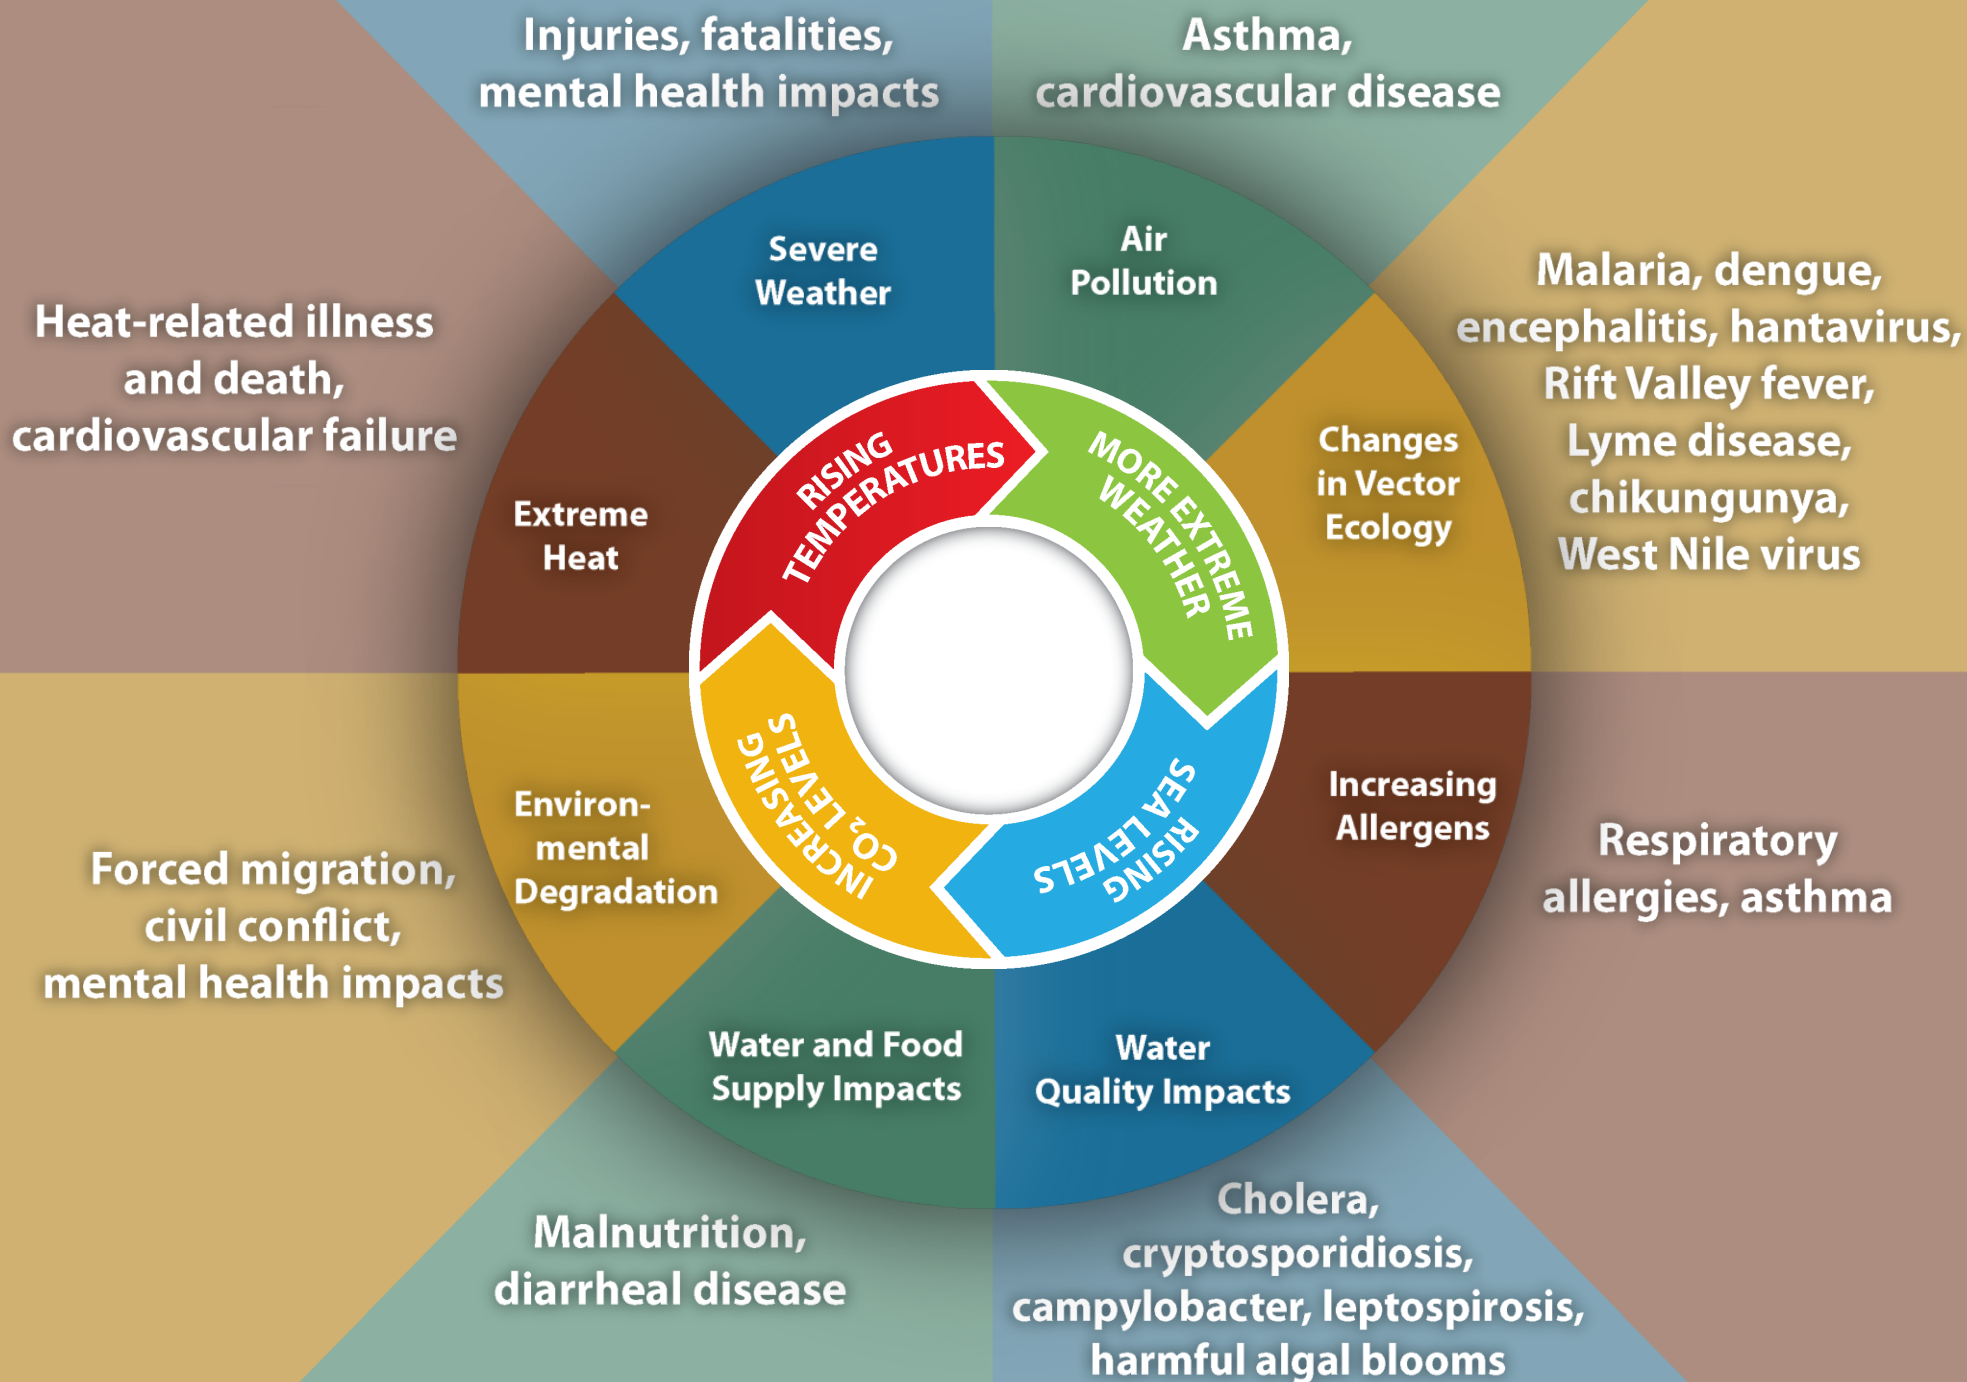 Injuries, fatalities,
mental health impacts
Asthma,
cardiovascular disease
Severe
Weather
Air
Pollution
Heat-related illness
and death,
cardiovascular failure
Extreme
Heat
Malaria, dengue,
encephalitis, hantavirus,
Rift Valley fever,
Lyme disease,
chikungunya,
West Nile virus
Changes
in Vector
Ecology
RISING
TEMPERATURES
MORE EXTREME
WEATHER
RISING
SEA LEVELS
INCREASING
CO₂ LEVELS
Environ-
mental
Degradation
Forced migration,
civil conflict,
mental health impacts
Increasing
Allergens
Respiratory
allergies, asthma
Water and Food
Supply Impacts
Water
Quality Impacts
Malnutrition,
diarrheal disease
Cholera,
cryptosporidiosis,
campylobacter, leptospirosis,
harmful algal blooms